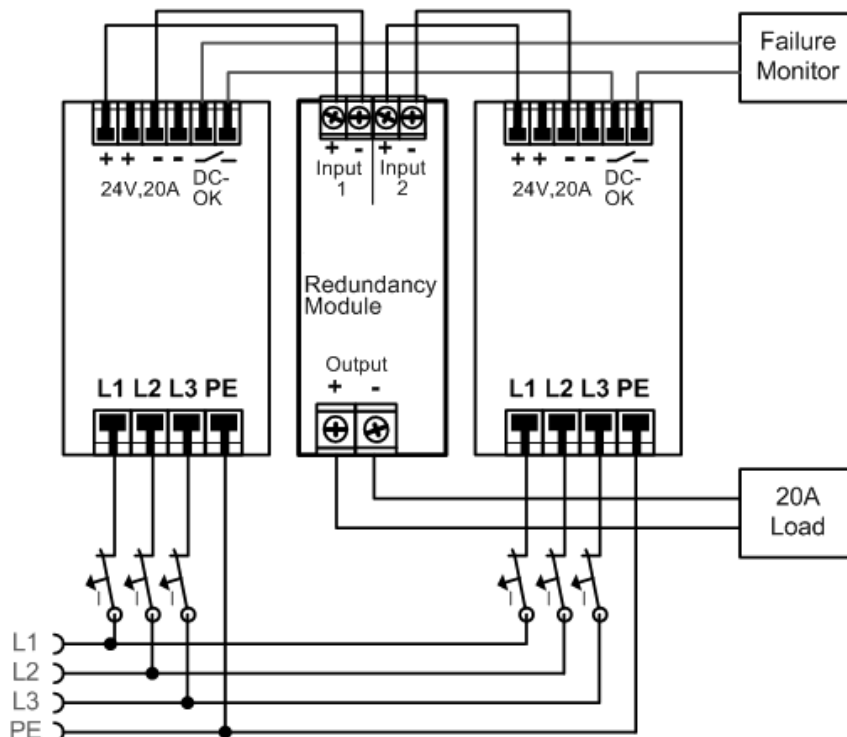 Failure
Monitor
+ + - -
24V,20A
DC-
OK
+ - + -
Input
1
Input
2
+ + - -
24V,20A
DC-
OK
Redundancy
Module
Output
+ -
L1 L2 L3 PE
L1 L2 L3 PE
20A
Load
L1
L2
L3
PE